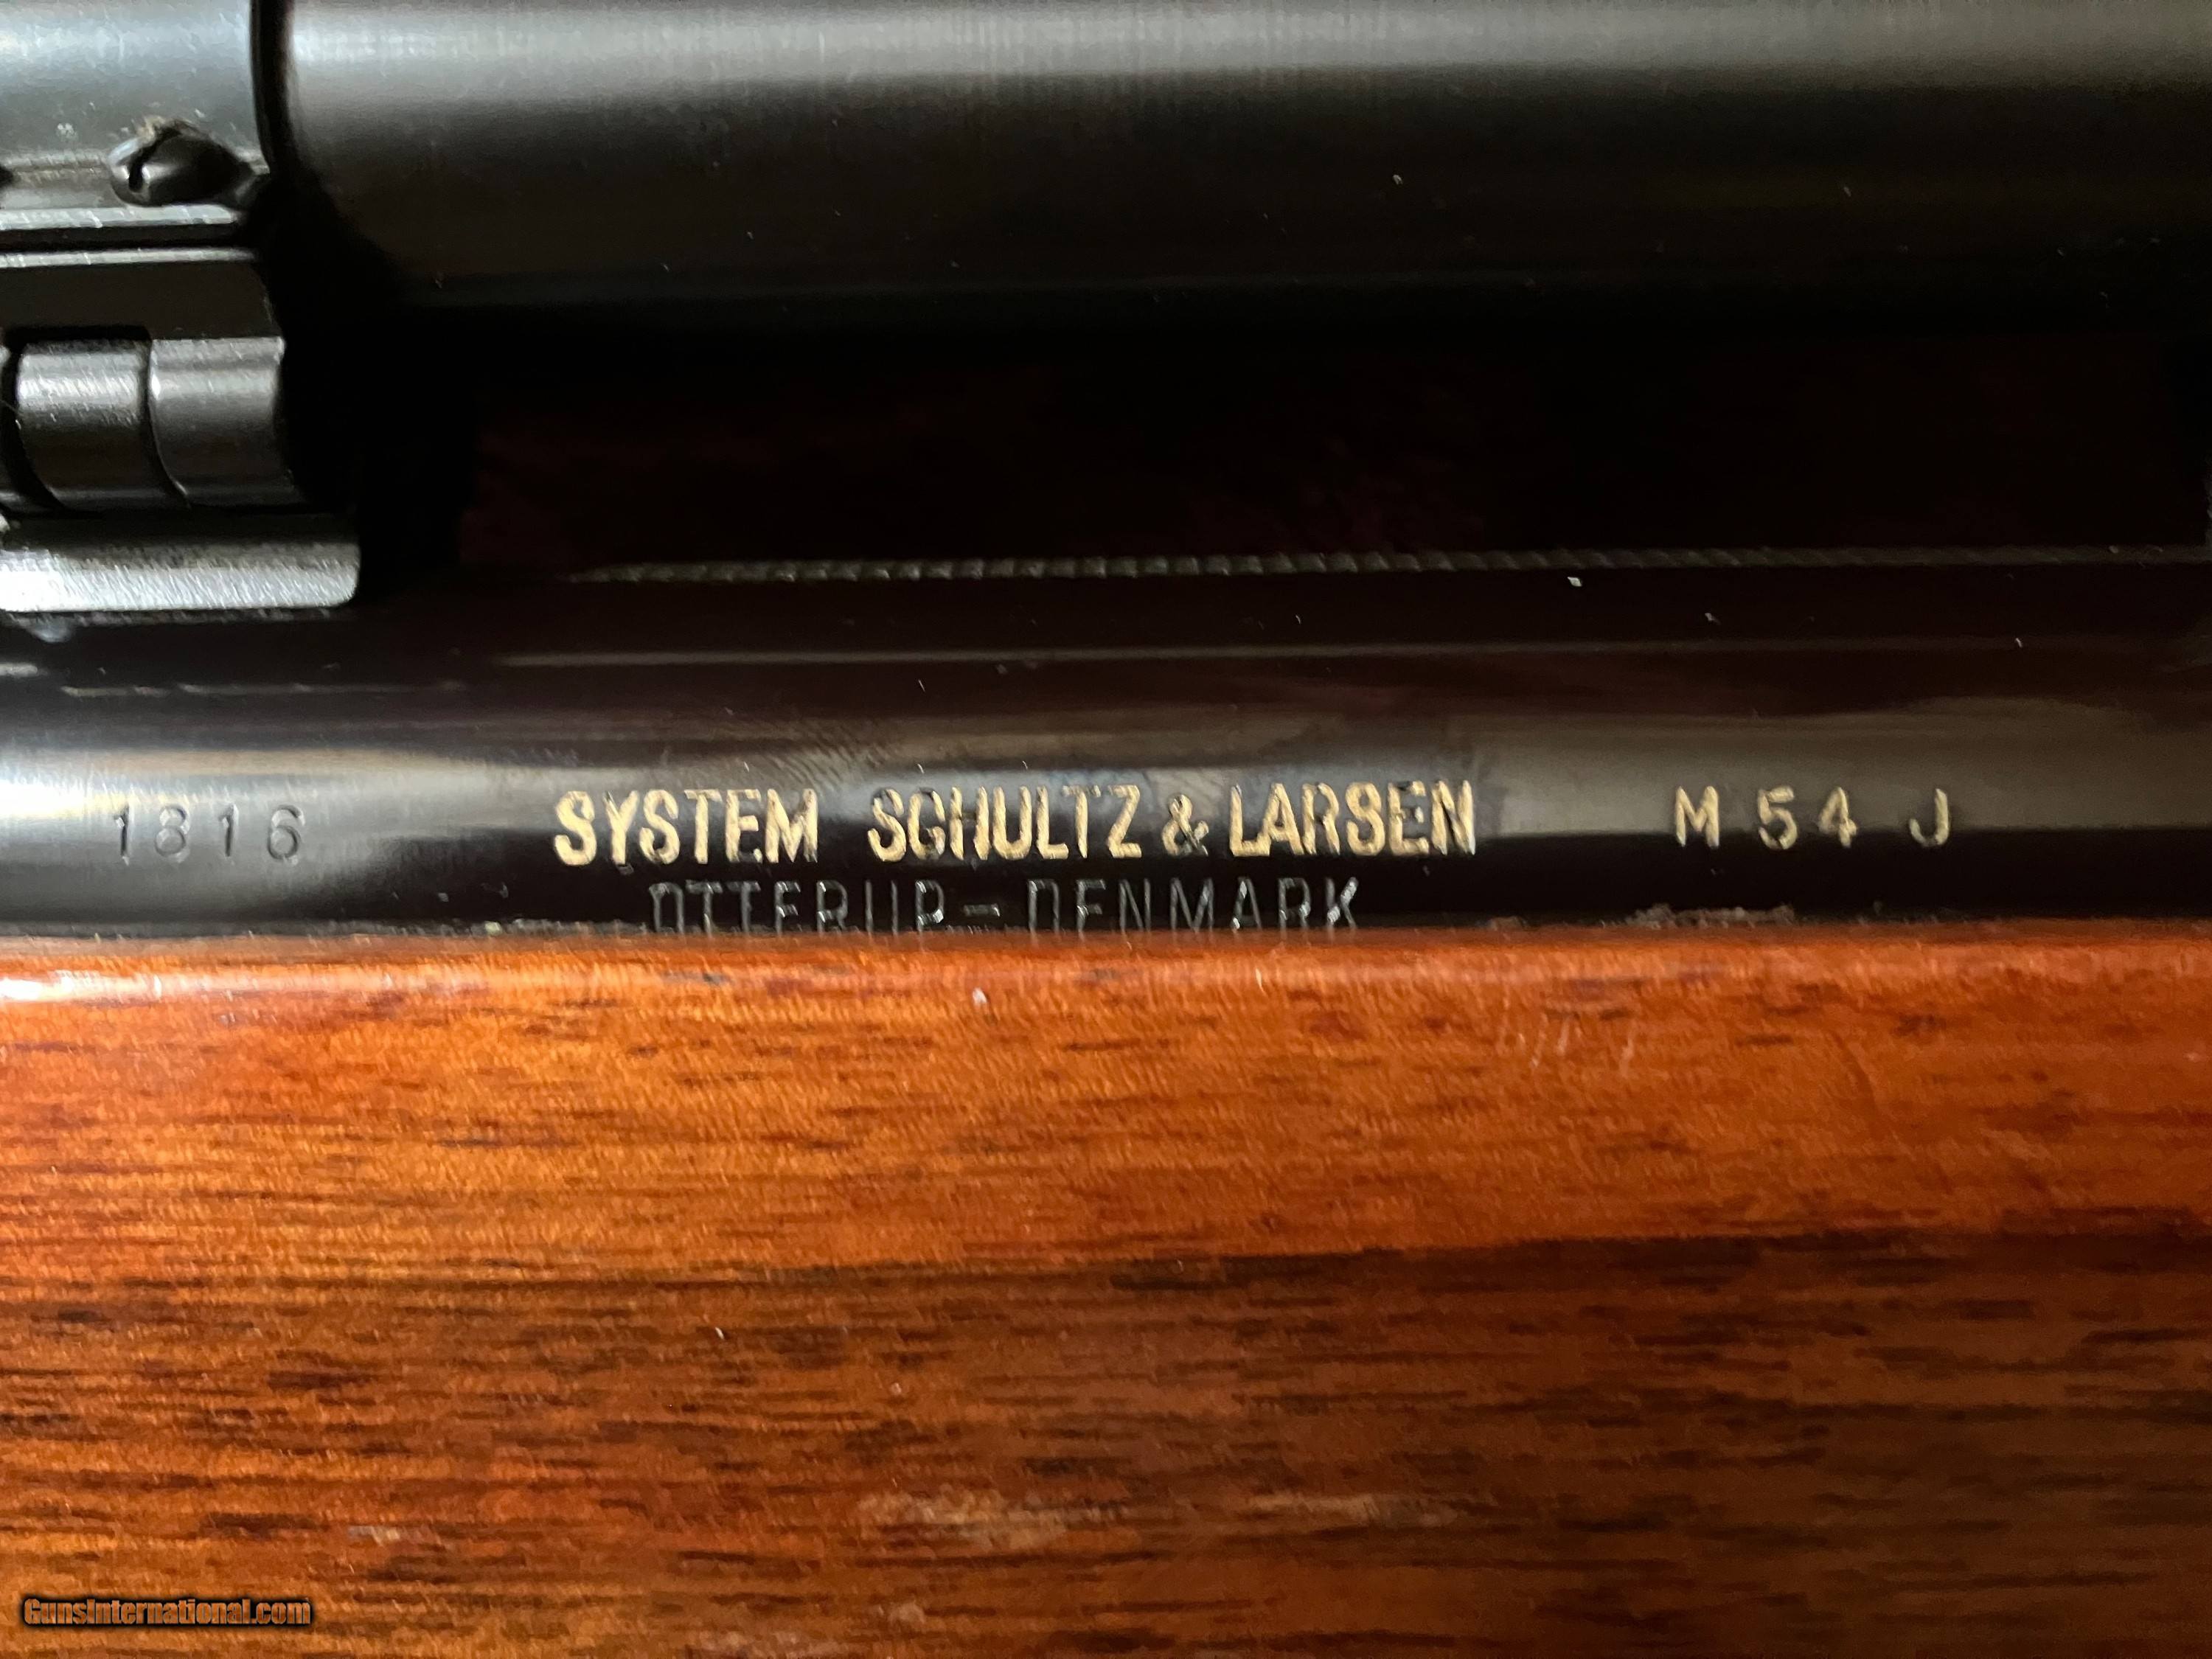 1816 SYSTEM SCHULTZ & LARSEN M 54 J
OTTERUP - DENMARK
GunsInternational.com